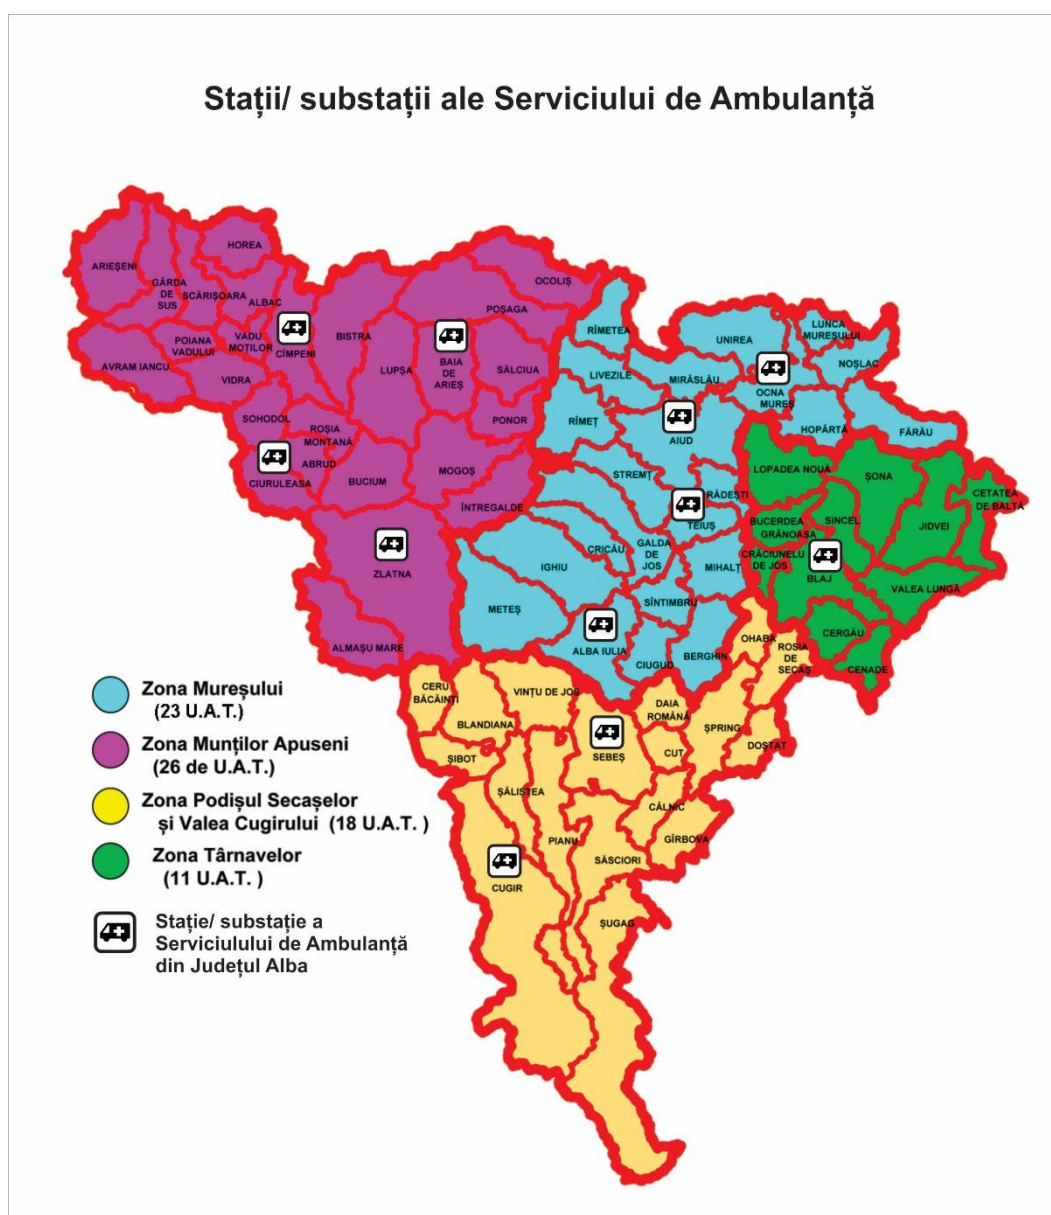 Stații/ substații ale Serviciului de Ambulanță
HOREA
ARIEȘENI
GÂRDA
DE
SUS
SCĂRIȘOARA
ALBAC
OCOLIȘ
POȘAGA
BISTRA
CÎMPENI
VADU
MOȚILOR
POIANA
VADULUI
AVRAM IANCU
VIDRA
LUPȘA
BAIA
DE
ARIEȘ
SĂLCIUA
SOHODOL
ROȘIA
MONTANĂ
ABRUD
CIURULEASA
BUCIUM
MOGOȘ
PONOR
ÎNTREGALDE
ZLATNA
ALMAȘU MARE
RÎMETEA
LIVEZILE
RÎMEȚ
MIRĂSLĂU
UNIREA
LUNCA
MUREȘULUI
NOȘLAC
OCNA
MUREȘ
HOPÂRTĂ
FĂRĂU
AIUD
STREMȚ
RĂDEȘTI
TEIUȘ
CRICĂU
GALDA
DE
JOS
IGHIU
MIHALȚ
METEȘ
SÎNTIMBRU
ALBA IULIA
CIUGUD
BERGHIN
LOPADEA NOUĂ
ȘONA
CETATEA
DE BALTĂ
JIDVEI
SINCEL
BUCERDEA
GRÂNOASA
CRĂCIUNELU
DE JOS
BLAJ
VALEA LUNGĂ
CERGĂU
CENADE
OHABA
ROSIA
DE
SECAȘ
CERU
BĂCĂINȚI
VINȚU DE JOS
BLANDIANA
ȘIBOT
DAIA
ROMÂNĂ
ȘPRING
DOȘTAT
SEBEȘ
CUT
CÂLNIC
GÎRBOVA
SĂLIȘTEA
PIANU
SĂSCIORI
CUGIR
ȘUGAG
Zona Mureșului
(23 U.A.T.)
Zona Munților Apuseni
(26 de U.A.T.)
Zona Podișul Secașelor
și Valea Cugirului (18 U.A.T. )
Zona Târnavelor
(11 U.A.T. )
Stație/ substație a
Serviciulului de Ambulanță
din Județul Alba